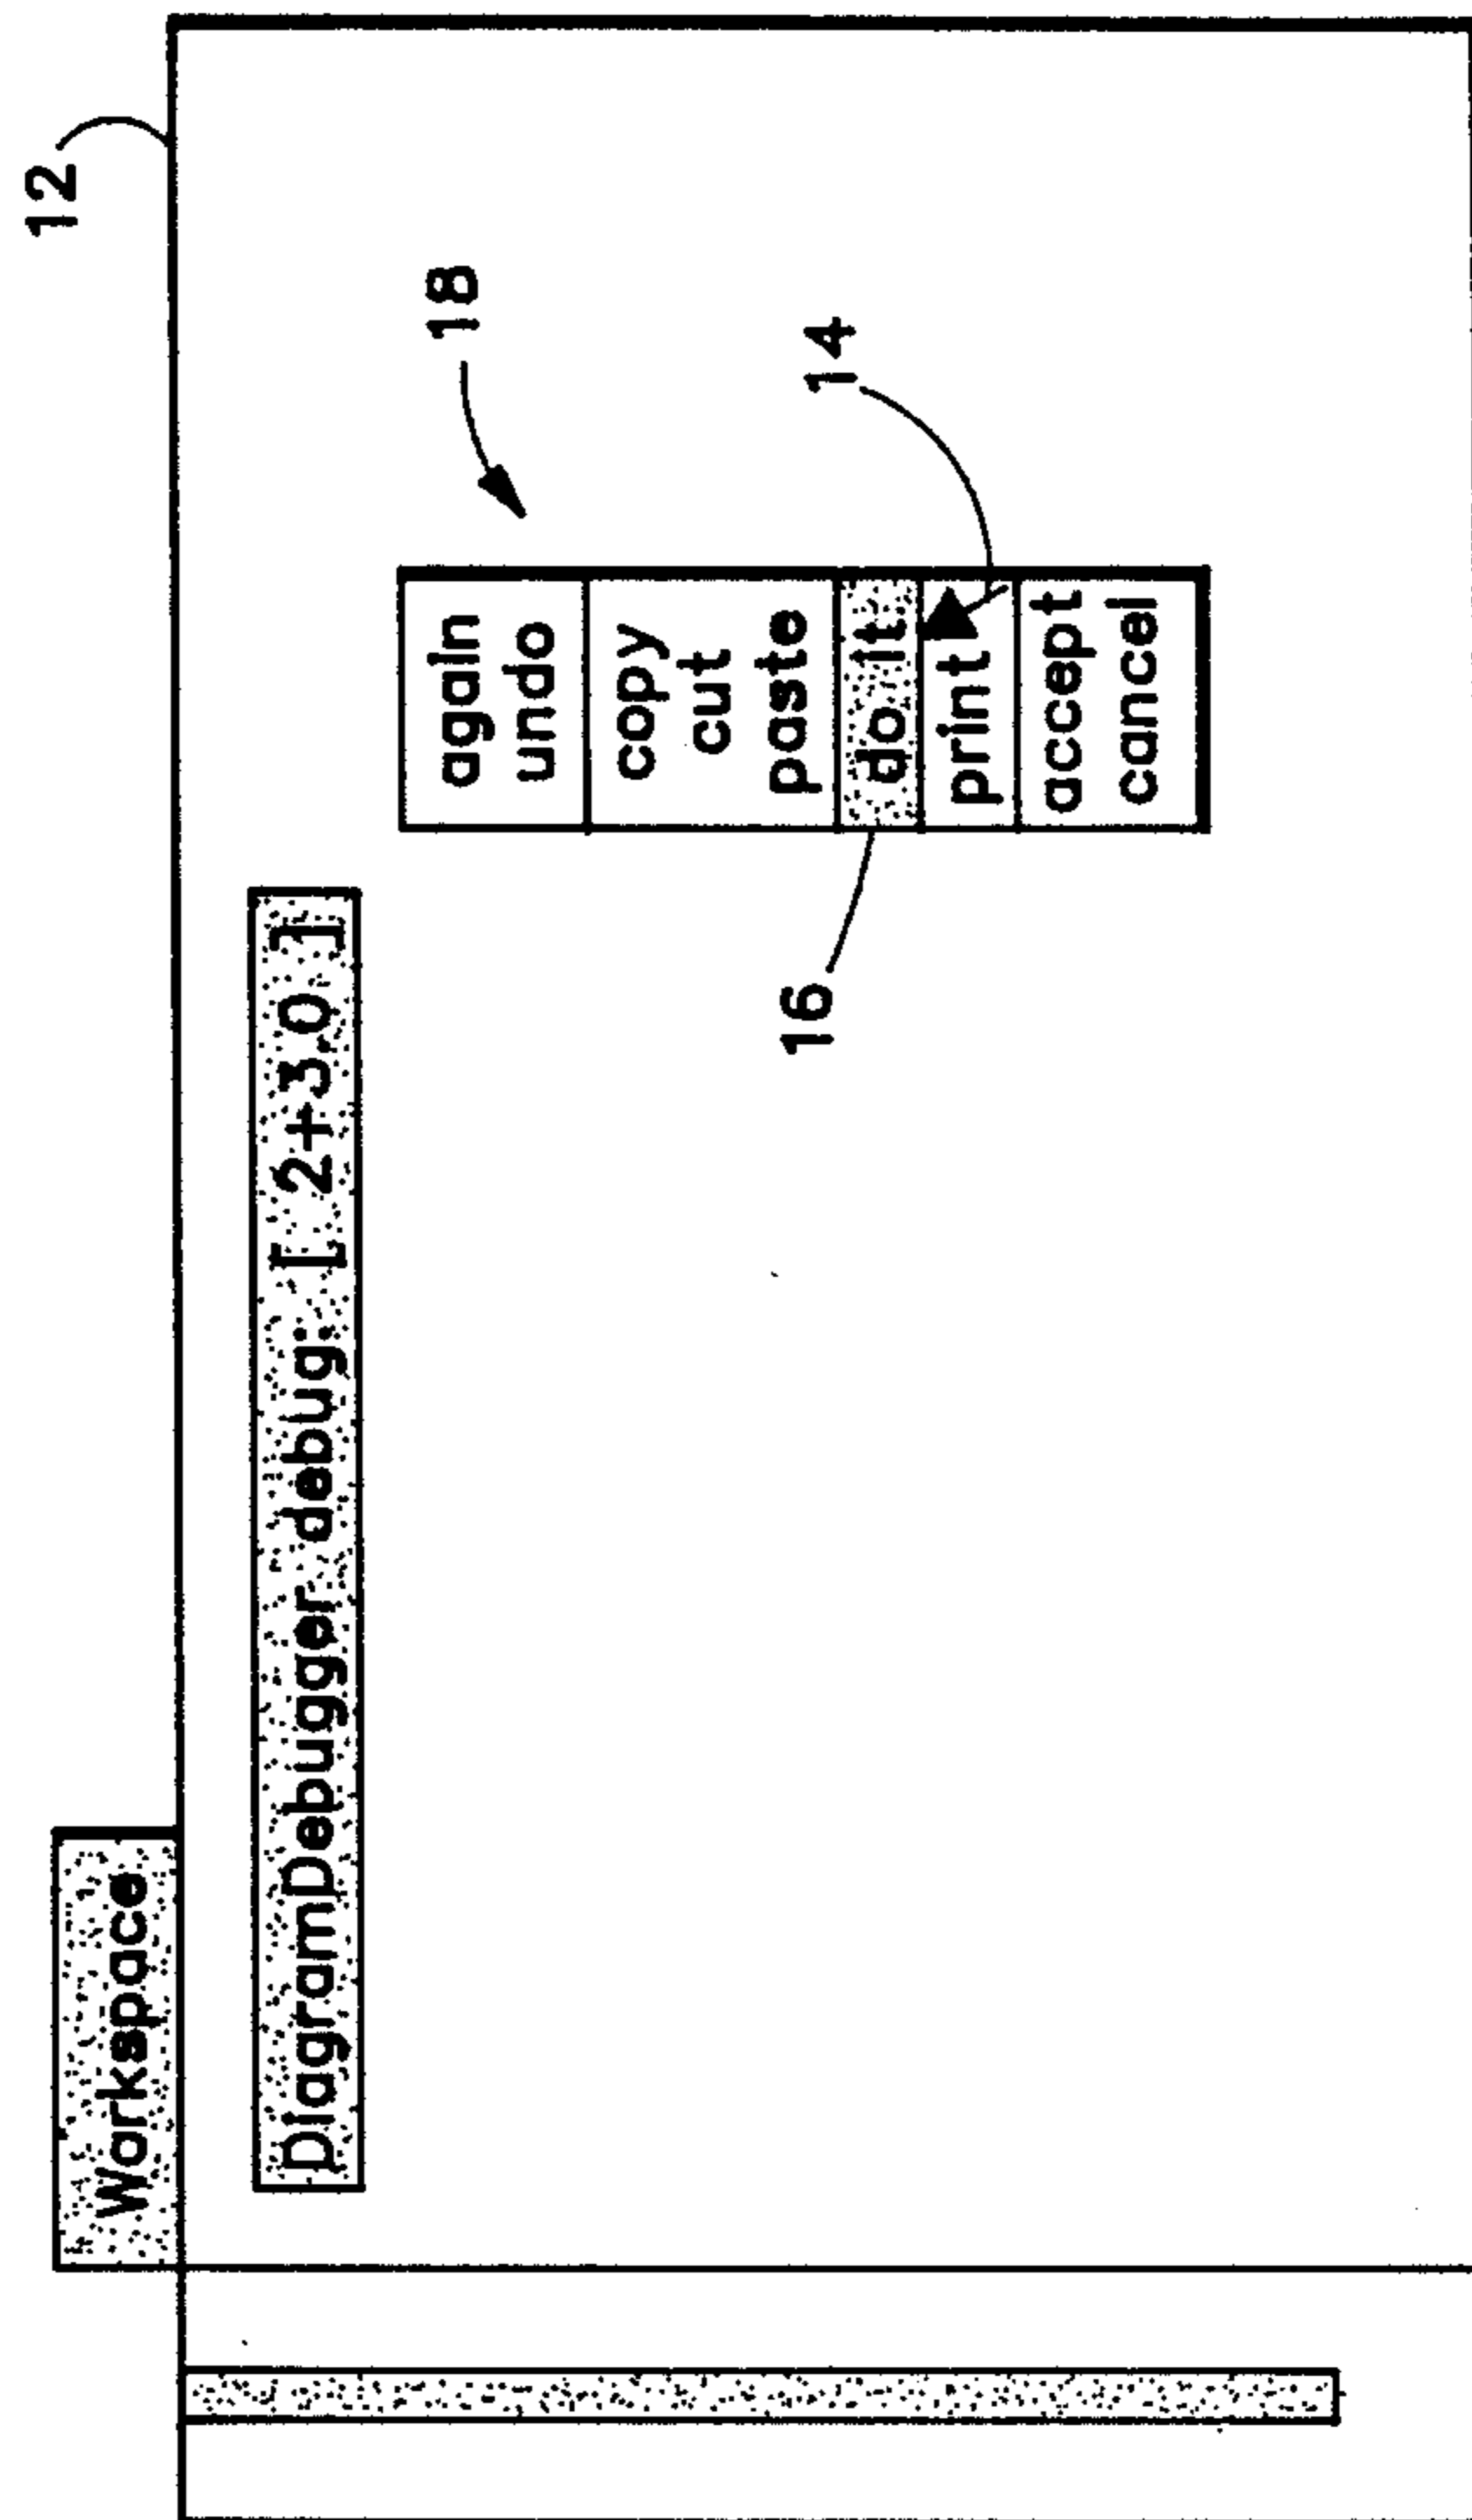 12
Workspace
DiagramDebugger debug: [ 2+3.0 ]
18
again
undo
copy
cut
paste
do it
14
print
16
accept
cancel